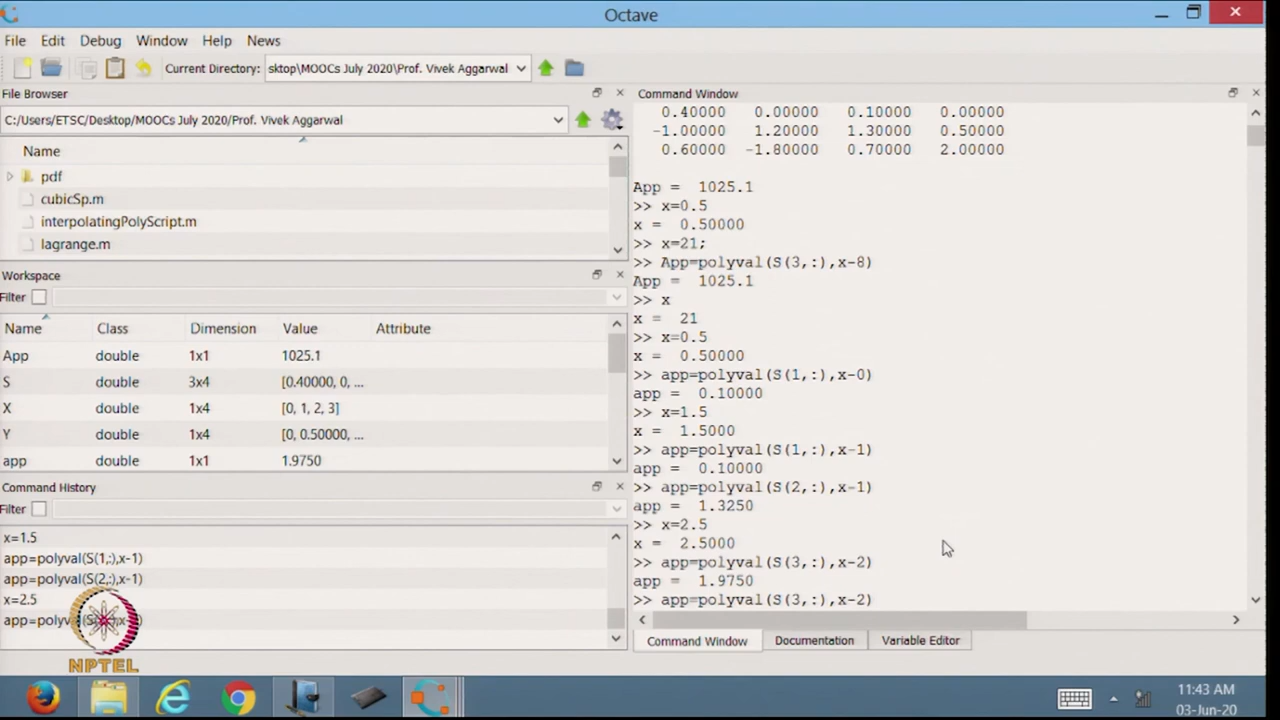 Octave
File Edit Debug Window Help News
Current Directory: sktop\MOOCs July 2020\Prof. Vivek Aggarwal
File Browser
C:/Users/ETSC/Desktop/MOOCs July 2020/Prof. Vivek Aggarwal
Name
pdf
cubicSp.m
interpolatingPolyScript.m
lagrange.m
Workspace
Filter
Name Class Dimension Value Attribute
App double 1x1 1025.1
S double 3x4 [0.40000, 0, ...
X double 1x4 [0, 1, 2, 3]
Y double 1x4 [0, 0.50000, ...
app double 1x1 1.9750
Command History
Filter
x=1.5
app=polyval(S(1,:),x-1)
app=polyval(S(2,:),x-1)
x=2.5
NPTEL
Command Window
0.40000 0.00000 0.10000 0.00000
-1.00000 1.20000 1.30000 0.50000
0.60000 -1.80000 0.70000 2.00000
App = 1025.1
>> x=0.5
x = 0.50000
>> x=21;
>> App=polyval(S(3,:),x-8)
App = 1025.1
>> x
x = 21
>> x=0.5
x = 0.50000
>> app=polyval(S(1,:),x-0)
app = 0.10000
>> x=1.5
x = 1.5000
>> app=polyval(S(1,:),x-1)
app = 0.10000
>> app=polyval(S(2,:),x-1)
app = 1.3250
>> x=2.5
x = 2.5000
>> app=polyval(S(3,:),x-2)
app = 1.9750
>> app=polyval(S(3,:),x-2)
Command Window Documentation Variable Editor
11:43 AM
03-Jun-20